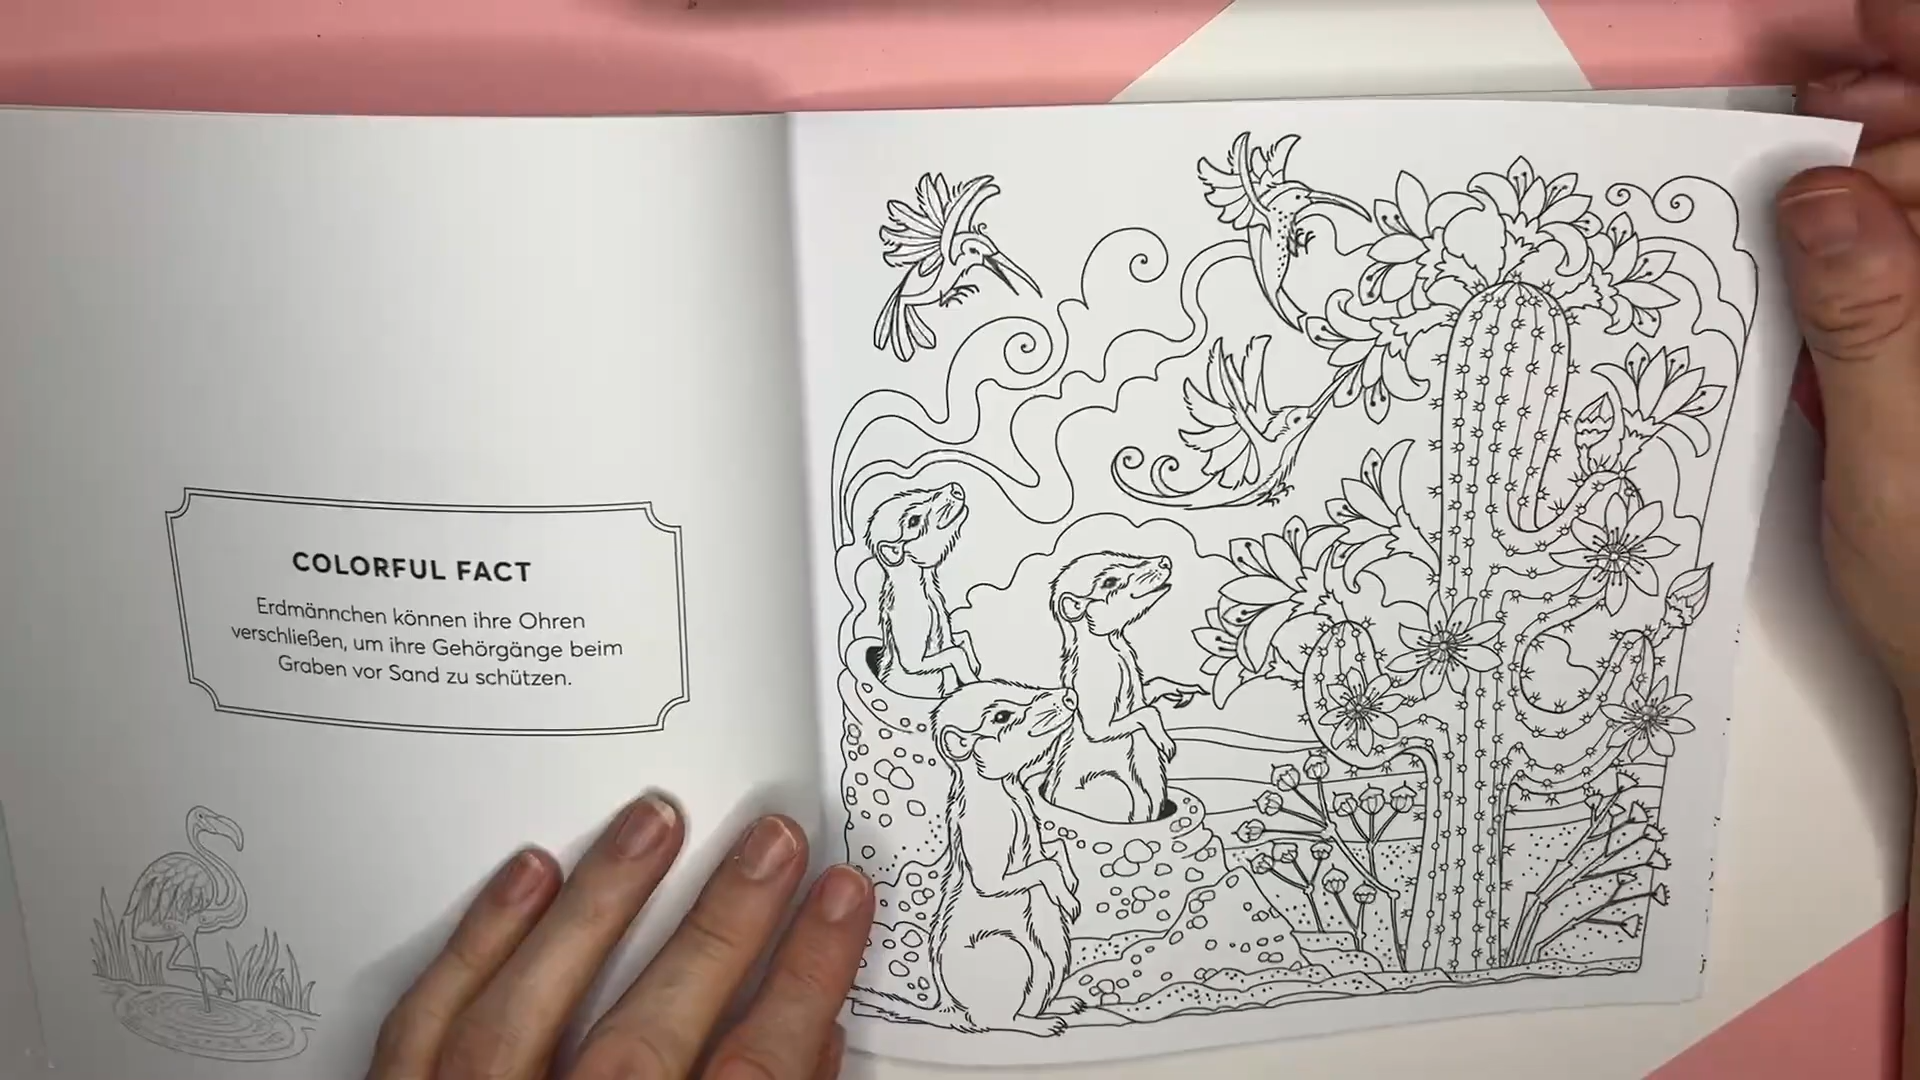 COLORFUL FACT
Erdmännchen können ihre Ohren
verschließen, um ihre Gehörgänge beim
Graben vor Sand zu schützen.